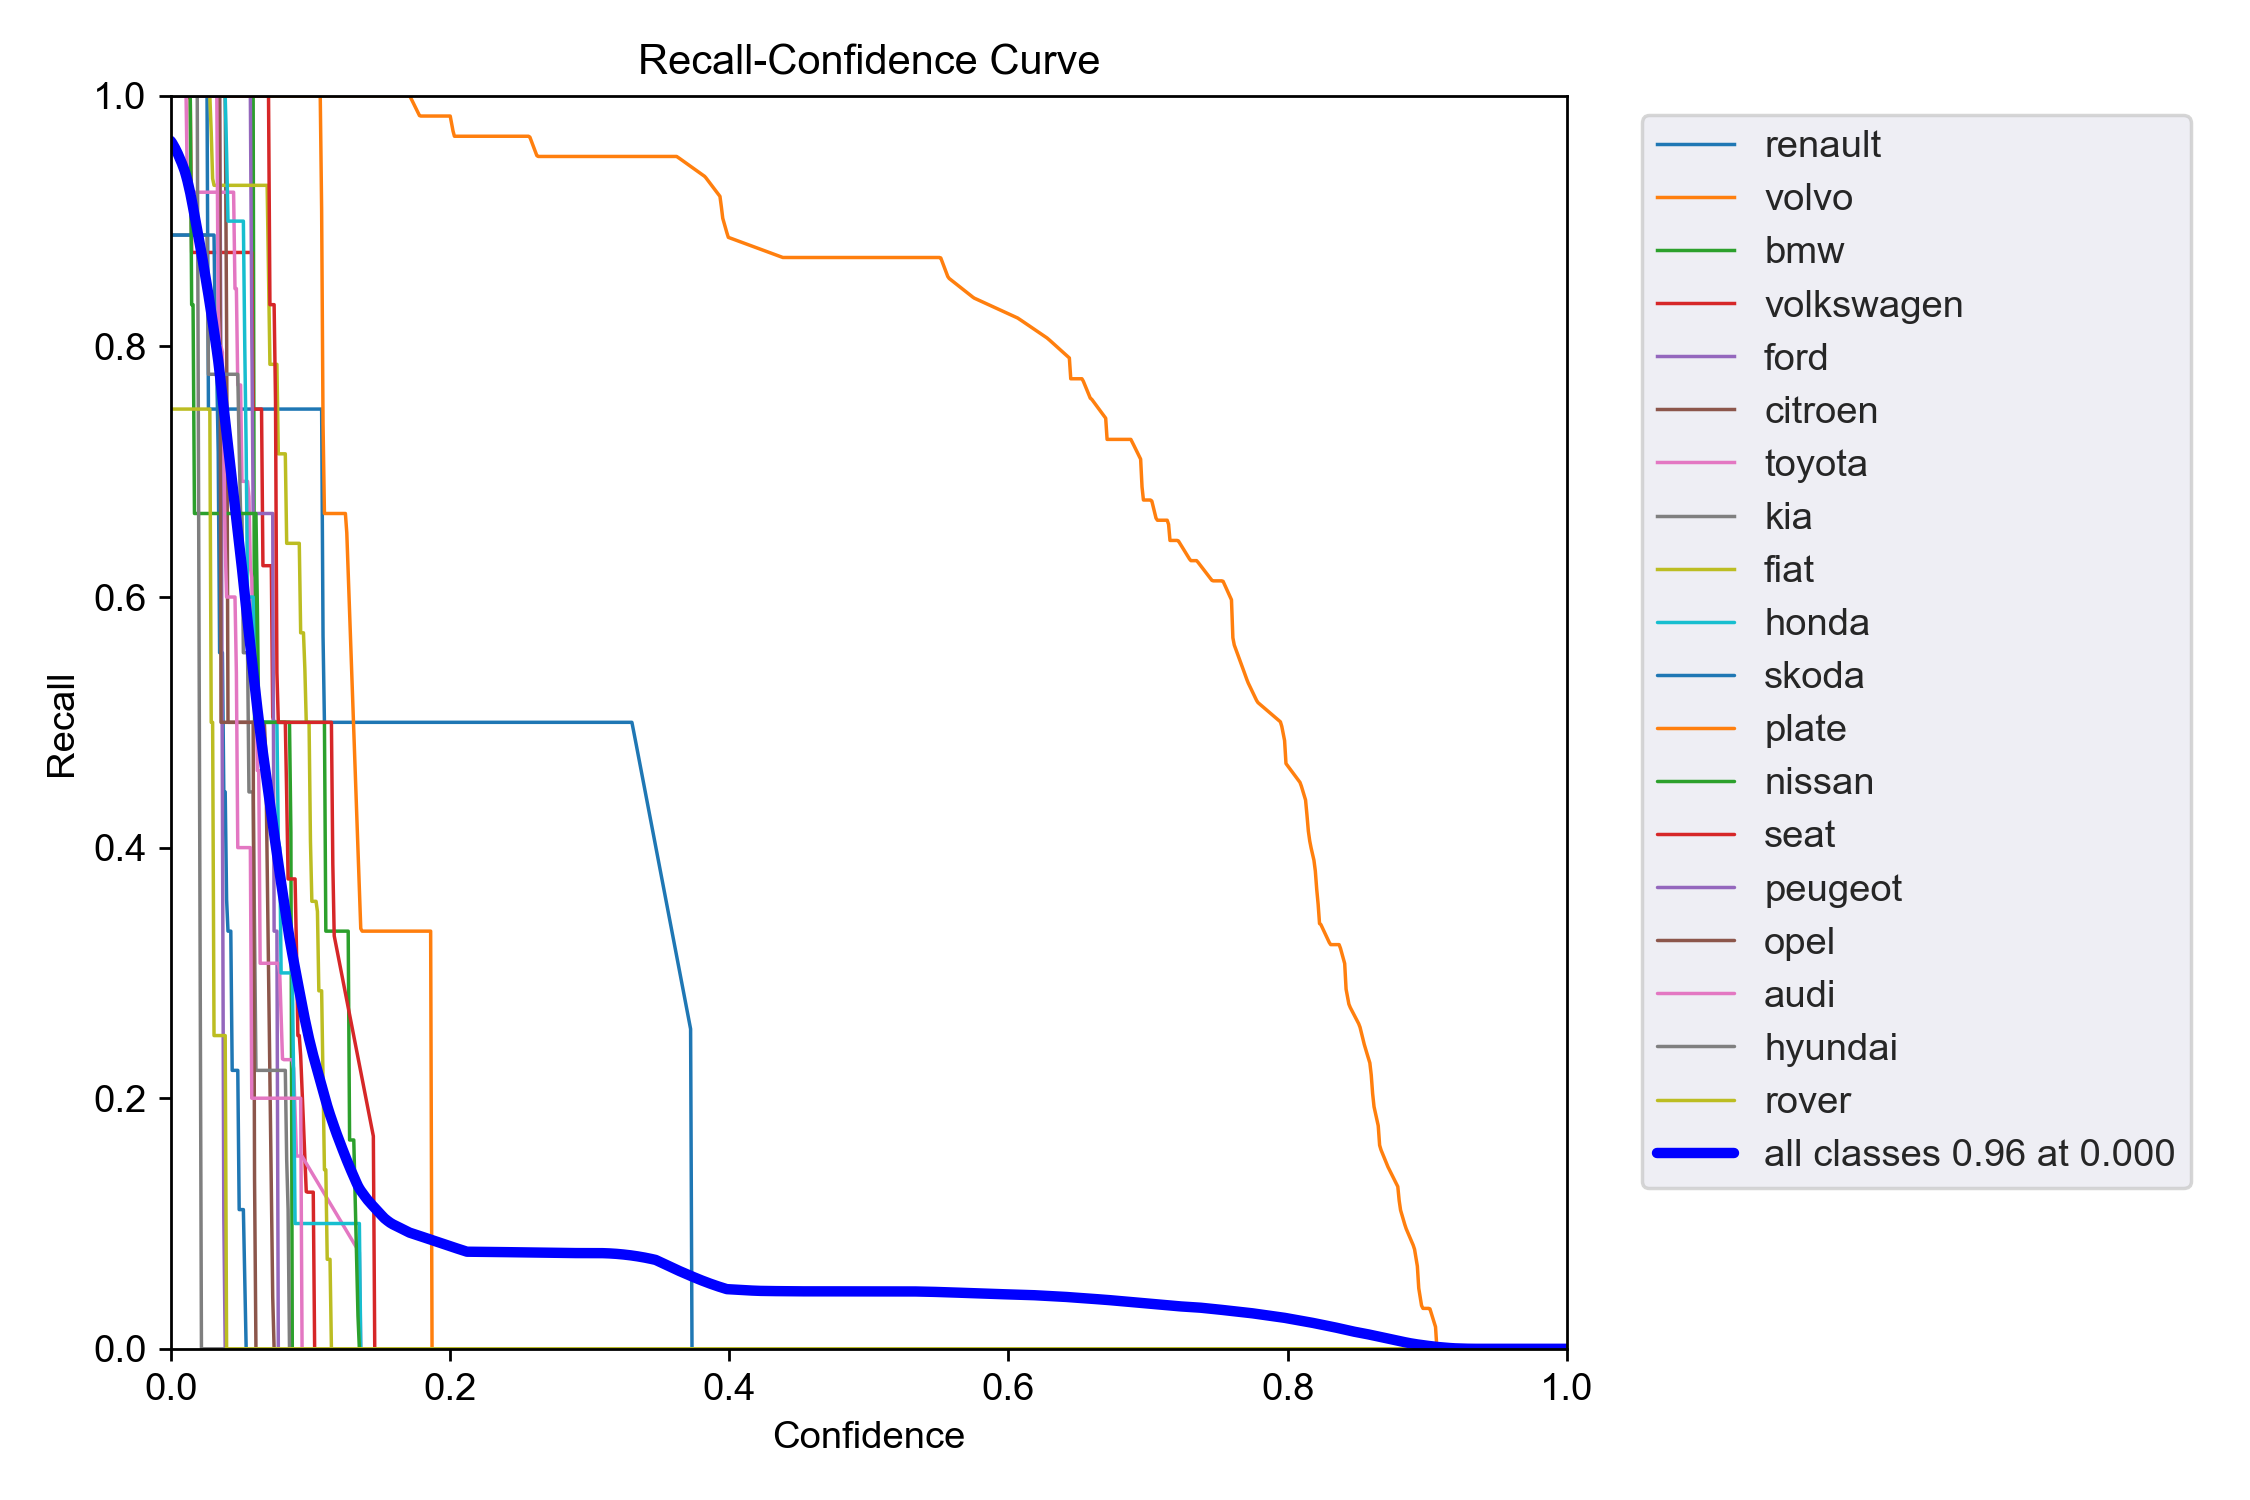 Recall-Confidence Curve
1.0
0.8
0.6
0.4
0.2
0.0
Recall
0.0 0.2 0.4 0.6 0.8 1.0
Confidence
renault
volvo
bmw
volkswagen
ford
citroen
toyota
kia
fiat
honda
skoda
plate
nissan
seat
peugeot
opel
audi
hyundai
rover
all classes 0.96 at 0.000